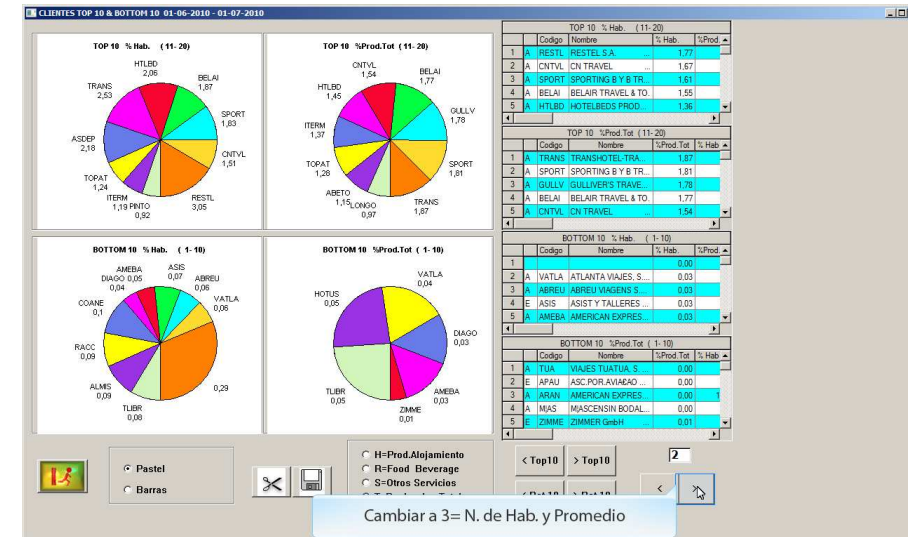 CLIENTES TOP 10 & BOTTOM 10 01-06-2010 - 01-07-2010
TOP 10 % Hab. ( 11- 20)
HTLBD
2,06
BELAI
1,87
TRANS
2,53
SPORT
1,83
ASDEP
2,18
CNTVL
1,51
TOPAT
1,24
ITERM
1,19
PINTO
0,92
RESTL
3,05
TOP 10 %Prod.Tot ( 11- 20)
CNTVL
1,54
BELAI
1,77
HTLBD
1,45
GULLV
1,78
ITERM
1,37
TOPAT
1,28
SPORT
1,81
ABETO
1,15
LONGO
0,97
TRANS
1,87
BOTTOM 10 % Hab. ( 1- 10)
AMEBA
0,05
ASIS
0,07
DIAGO
0,04
ABREU
0,06
COANE
0,1
VATLA
0,06
RACC
0,09
ALMIS
0,09
0,29
TLIBR
0,08
BOTTOM 10 %Prod.Tot ( 1- 10)
VATLA
0,04
HOTUS
0,05
DIAGO
0,03
TLIBR
0,05
AMEBA
0,03
ZIMME
0,01
TOP 10 % Hab. ( 11- 20)
Codigo Nombre % Hab. %Prod.
1 A RESTL RESTEL S.A. ... 1,77
2 A CNTVL CN TRAVEL ... 1,67
3 A SPORT SPORTING B Y B TR... 1,61
4 A BELAI BELAIR TRAVEL & TO. 1,55
5 A HTLBD HOTELBEDS PROD... 1,36
TOP 10 %Prod.Tot ( 11- 20)
Codigo Nombre %Prod.Tot % Hab
1 A TRANS TRANSHOTEL-TRA... 1,87
2 A SPORT SPORTING B Y B TR... 1,81
3 A GULLV GULLIVER'S TRAVE... 1,78
4 A BELAI BELAIR TRAVEL & TO. 1,77
5 A CNTVL CN TRAVEL ... 1,54
BOTTOM 10 % Hab. ( 1- 10)
Codigo Nombre % Hab. %Prod.
1 0,00
2 A VATLA ATLANTA VIAJES, S.... 0,03
3 A ABREU ABREU VIAGENS S... 0,03
4 E ASIS ASIST Y TALLERES ... 0,03
5 A AMEBA AMERICAN EXPRES... 0,03
BOTTOM 10 %Prod.Tot ( 1- 10)
Codigo Nombre %Prod.Tot % Hab
1 A TUA VIAJES TUATUA, S. ... 0,00
2 E APAU ASC.POR.AVIA£AO ... 0,00
3 A ARAN AMERICAN EXPRES... 0,00 1
4 A M|AS M|ASCENSIN BODAL... 0,00
5 E ZIMME ZIMMER GmbH ... 0,01
Pastel
Barras
H=Prod.Alojamiento
R=Food Beverage
S=Otros Servicios
< Top10 > Top10
2
< >
Cambiar a 3= N. de Hab. y Promedio